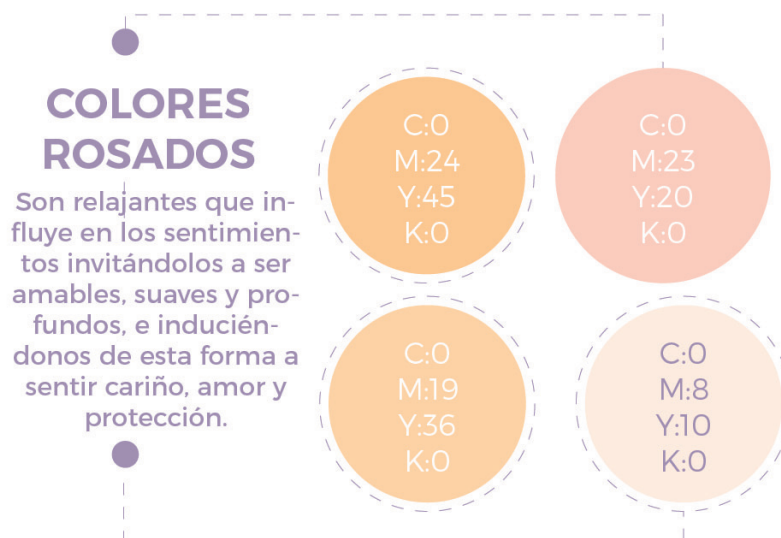 COLORES
ROSADOS
Son relajantes que in-
fluye en los sentimien-
tos invitándolos a ser
amables, suaves y pro-
fundos, e inducién-
donos de esta forma a
sentir cariño, amor y
protección.
C:0
M:24
Y:45
K:0
C:0
M:23
Y:20
K:0
C:0
M:19
Y:36
K:0
C:0
M:8
Y:10
K:0